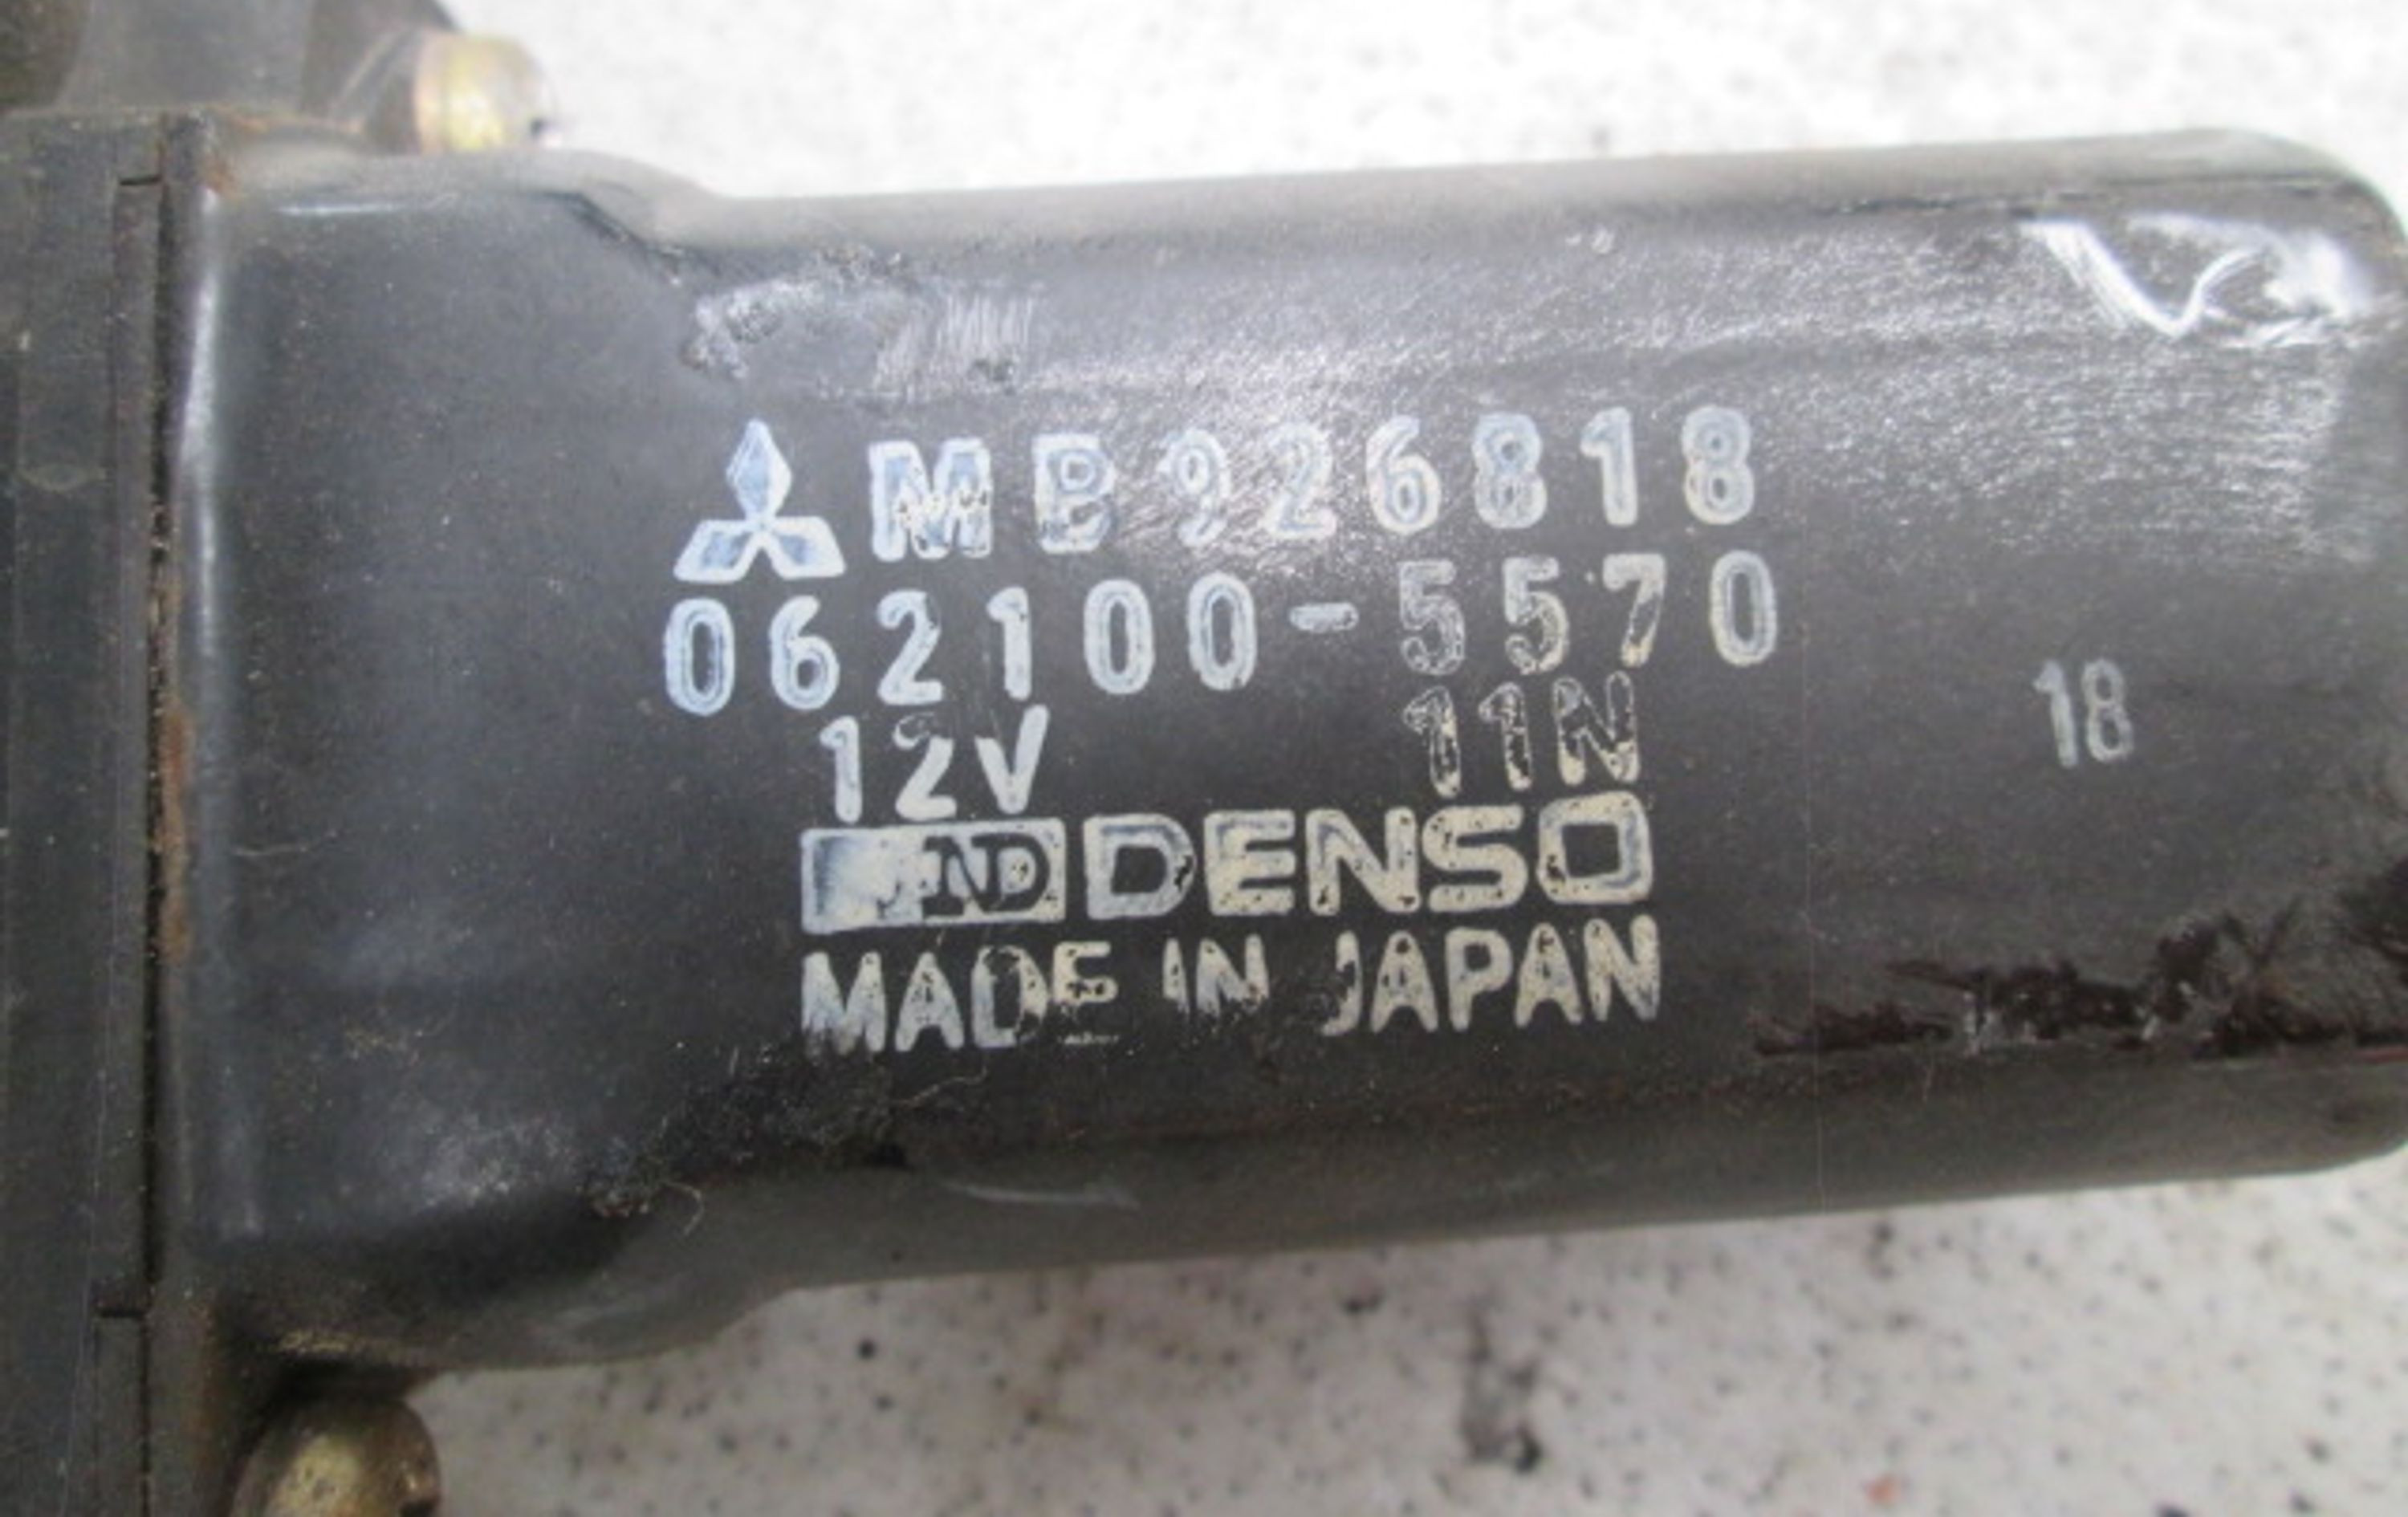 MB926818
062100-5570
12V 11N
18
ND DENSO
MADE IN JAPAN